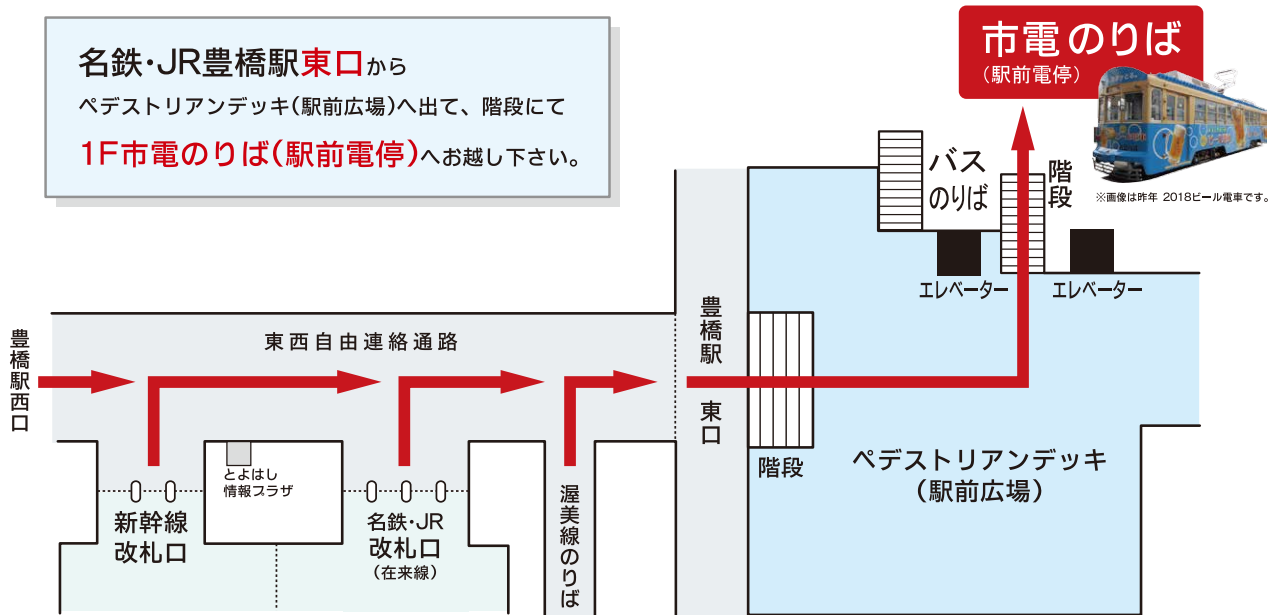 名鉄・JR豊橋駅東口から
ペデストリアンデッキ(駅前広場)へ出て、階段にて
1F市電のりば(駅前電停)へお越し下さい。
市電のりば
(駅前電停)
※画像は昨年 2018ビール電車です。
バス
のりば
階段
エレベーター
エレベーター
豊橋駅西口
東西自由連絡通路
豊橋駅 東口
階段
ペデストリアンデッキ
(駅前広場)
とよはし
情報プラザ
新幹線
改札口
名鉄・JR
改札口
(在来線)
渥美線のりば